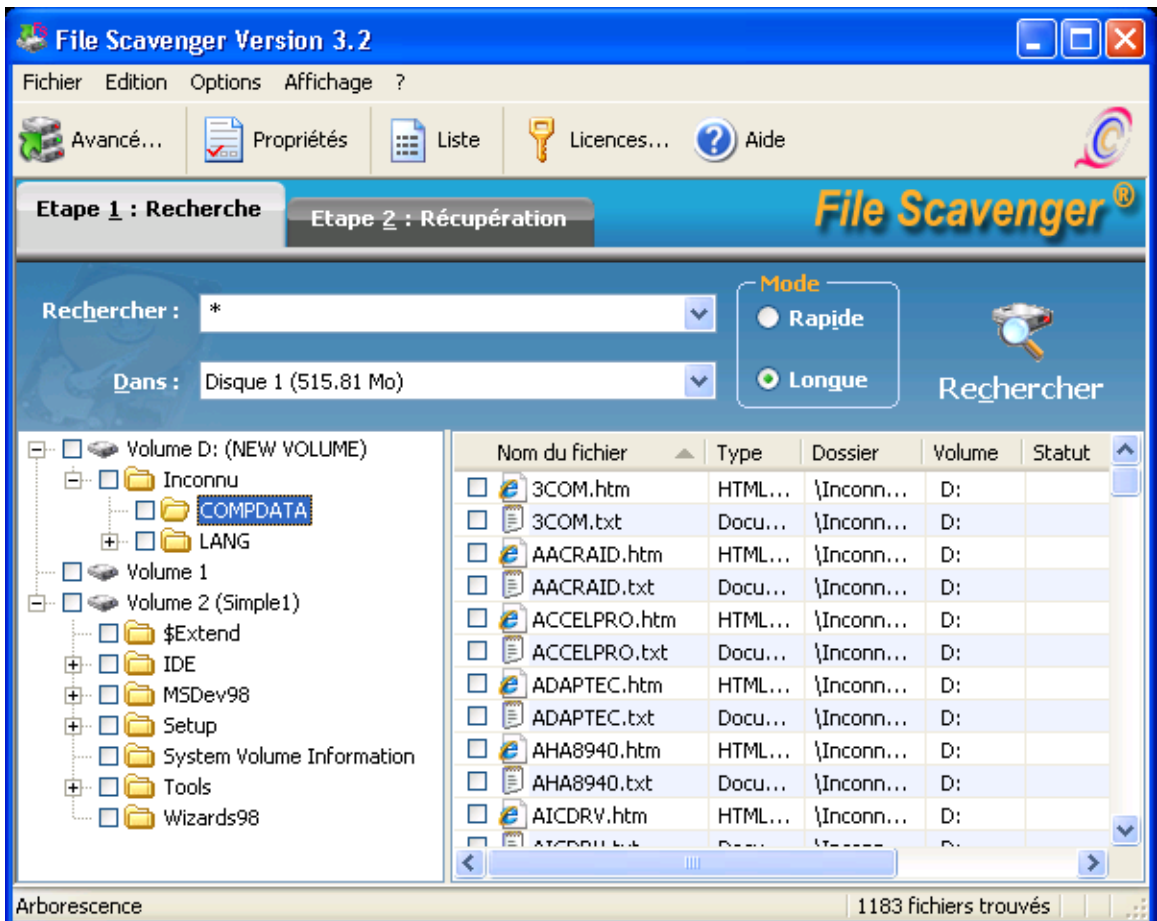 File Scavenger Version 3.2
Fichier Edition Options Affichage ?
Avancé... Propriétés Liste Licences... Aide
Etape 1 : Recherche Etape 2 : Récupération File Scavenger ®
Rechercher : * Mode Rapide
Dans : Disque 1 (515.81 Mo) Longue Rechercher
Volume D: (NEW VOLUME)
Inconnu
COMPDATA
LANG
Volume 1
Volume 2 (Simple1)
$Extend
IDE
MSDev98
Setup
System Volume Information
Tools
Wizards98
Nom du fichier Type Dossier Volume Statut
3COM.htm HTML... \Inconn... D:
3COM.txt Docu... \Inconn... D:
AACRAID.htm HTML... \Inconn... D:
AACRAID.txt Docu... \Inconn... D:
ACCELPRO.htm HTML... \Inconn... D:
ACCELPRO.txt Docu... \Inconn... D:
ADAPTEC.htm HTML... \Inconn... D:
ADAPTEC.txt Docu... \Inconn... D:
AHA8940.htm HTML... \Inconn... D:
AHA8940.txt Docu... \Inconn... D:
AICDRV.htm HTML... \Inconn... D:
Arborescence 1183 fichiers trouvés